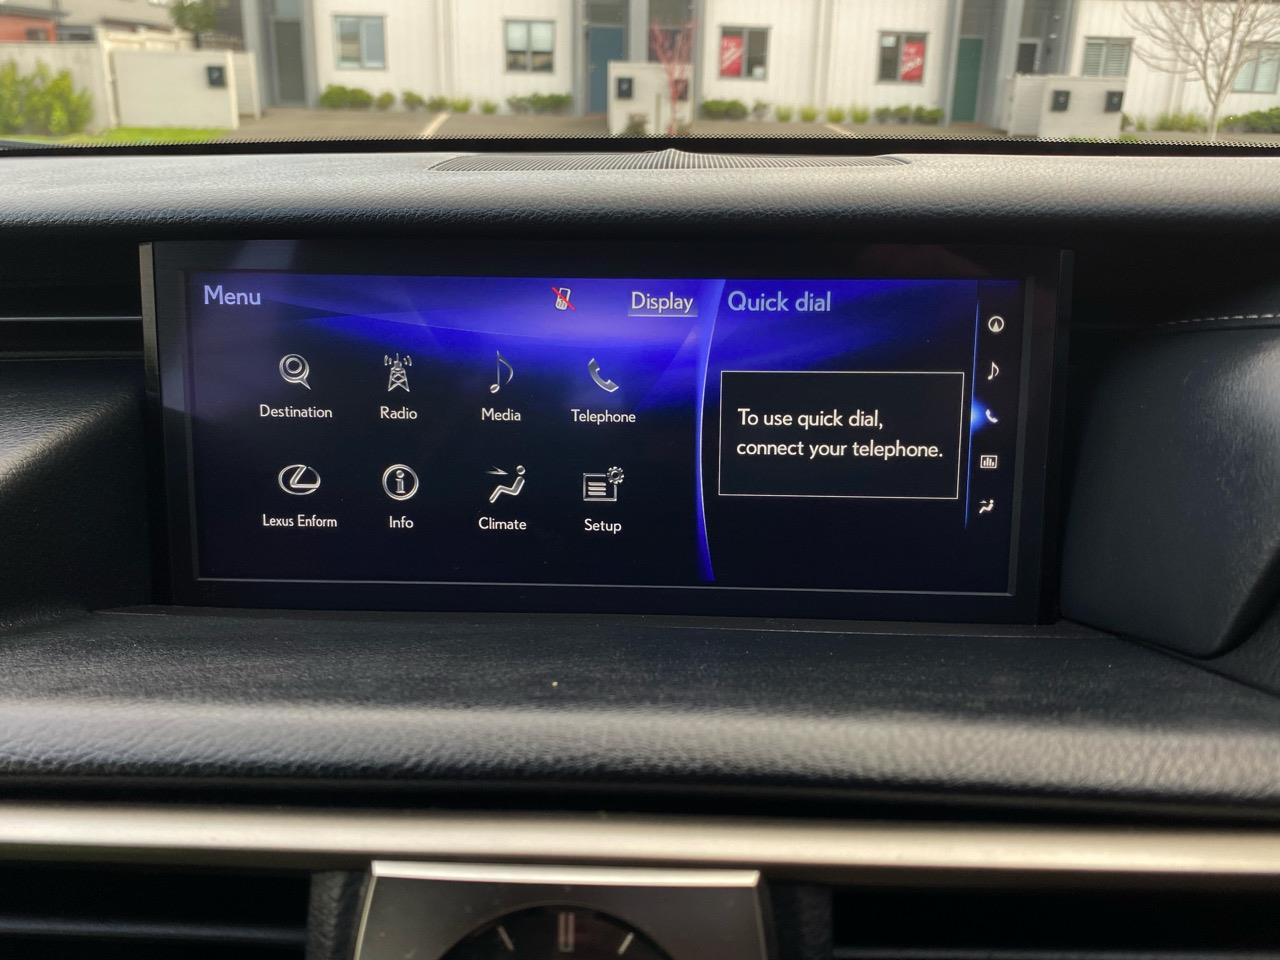 Menu
Display
Quick dial
Destination
Radio
Media
Telephone
To use quick dial,
connect your telephone.
Lexus Enform
Info
Climate
Setup